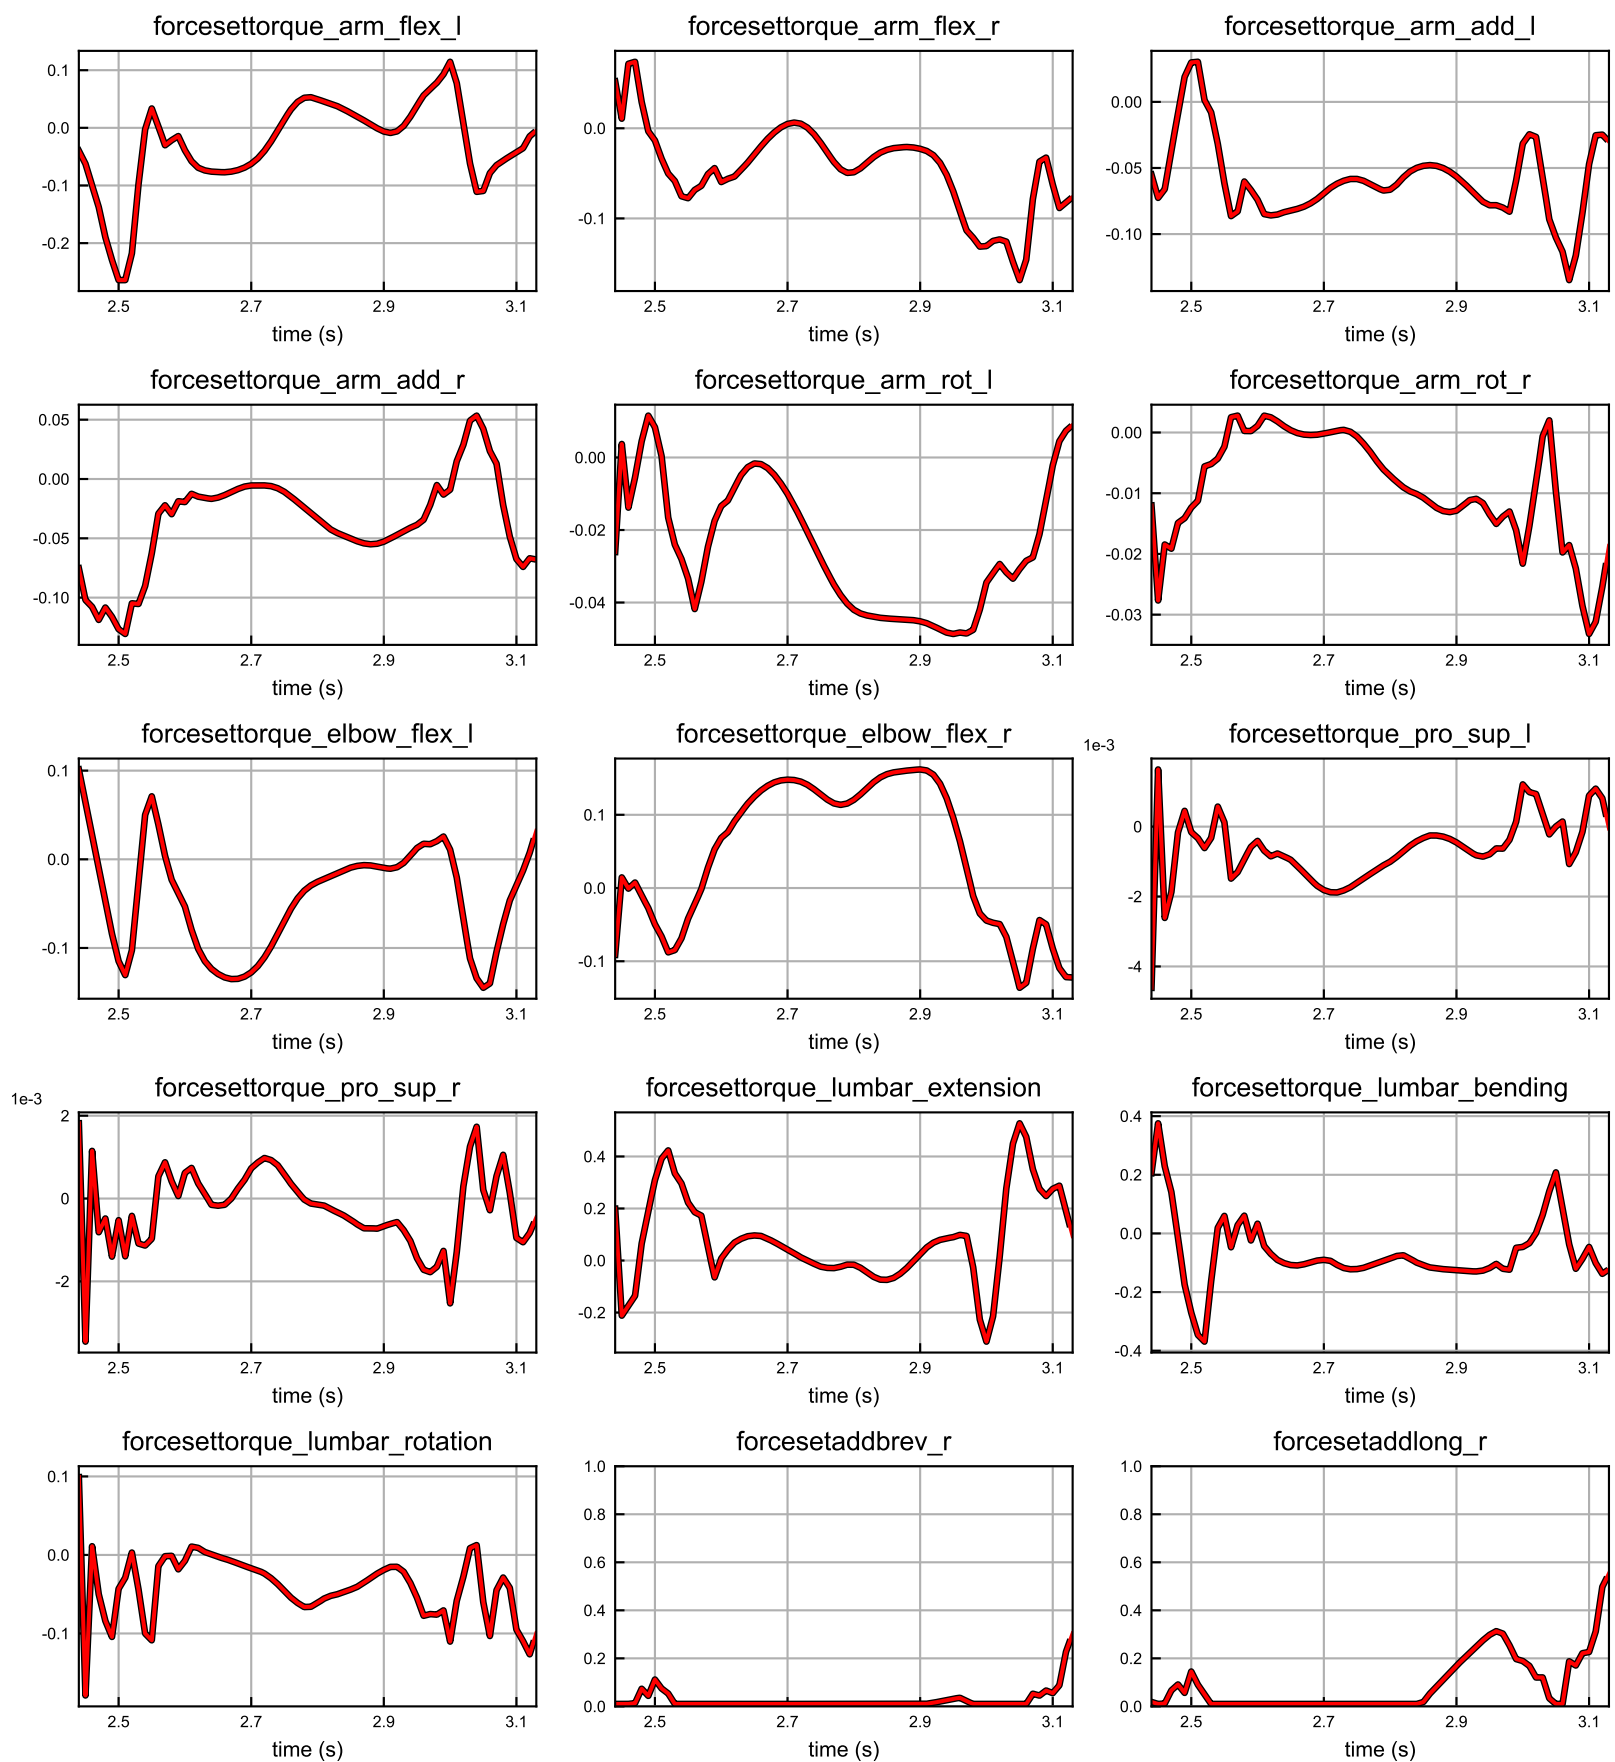 forcesettorque_arm_flex_l
forcesettorque_arm_flex_r
forcesettorque_arm_add_l
0.1
0.0
-0.1
-0.2
2.5 2.7 2.9 3.1
time (s)
0.0
-0.1
2.5 2.7 2.9 3.1
time (s)
0.00
-0.05
-0.10
2.5 2.7 2.9 3.1
time (s)
forcesettorque_arm_add_r
forcesettorque_arm_rot_l
forcesettorque_arm_rot_r
0.05
0.00
-0.05
-0.10
2.5 2.7 2.9 3.1
time (s)
0.00
-0.02
-0.04
2.5 2.7 2.9 3.1
time (s)
0.00
-0.01
-0.02
-0.03
2.5 2.7 2.9 3.1
time (s)
forcesettorque_elbow_flex_l
forcesettorque_elbow_flex_r
forcesettorque_pro_sup_l
0.1
0.0
-0.1
2.5 2.7 2.9 3.1
time (s)
0.1
0.0
-0.1
2.5 2.7 2.9 3.1
time (s)
1e-3
0
-2
-4
2.5 2.7 2.9 3.1
time (s)
forcesettorque_pro_sup_r
forcesettorque_lumbar_extension
forcesettorque_lumbar_bending
1e-3
2
0
-2
2.5 2.7 2.9 3.1
time (s)
0.4
0.2
0.0
-0.2
2.5 2.7 2.9 3.1
time (s)
0.4
0.2
0.0
-0.2
-0.4
2.5 2.7 2.9 3.1
time (s)
forcesettorque_lumbar_rotation
forcesetaddbrev_r
forcesetaddlong_r
0.1
0.0
-0.1
2.5 2.7 2.9 3.1
time (s)
1.0
0.8
0.6
0.4
0.2
0.0
2.5 2.7 2.9 3.1
time (s)
1.0
0.8
0.6
0.4
0.2
0.0
2.5 2.7 2.9 3.1
time (s)